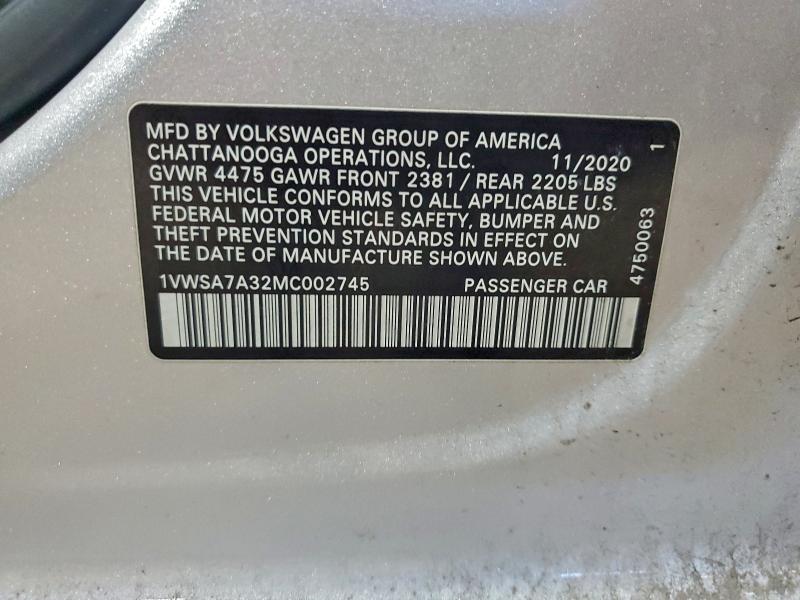 MFD BY VOLKSWAGEN GROUP OF AMERICA
CHATTANOOGA OPERATIONS, LLC. 11/2020
GVWR 4475 GAWR FRONT 2381 / REAR 2205 LBS
THIS VEHICLE CONFORMS TO ALL APPLICABLE U.S.
FEDERAL MOTOR VEHICLE SAFETY, BUMPER AND
THEFT PREVENTION STANDARDS IN EFFECT ON
THE DATE OF MANUFACTURE SHOWN ABOVE.
1VWSA7A32MC002745 PASSENGER CAR
4750063 1